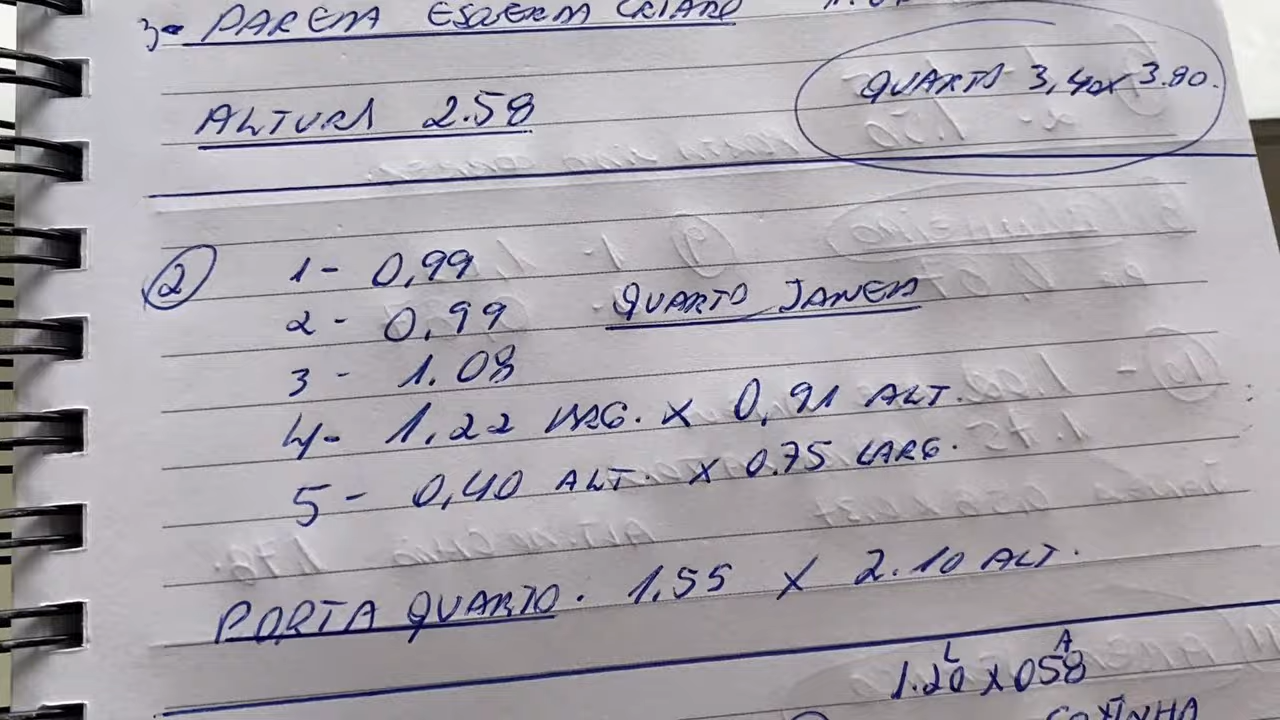 3- PAREDA ESQUERDA CRIADO
ALTURA 2.58
QUARTO 3,40x 3.80.
2 1- 0,99
2- 0,99 QUARTO JANELA
3- 1.08
4- 1,22 LARG. x 0,91 ALT.
5- 0,40 ALT. x 0.75 LARG.
PORTA QUARTO. 1.55 x 2.10 ALT.
L A
1.20 x 058
COZINHA